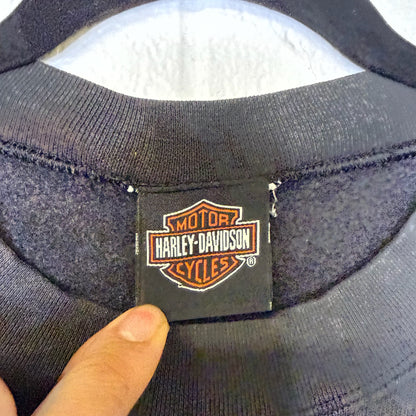 MOTOR
HARLEY-DAVIDSON
CYCLES
®